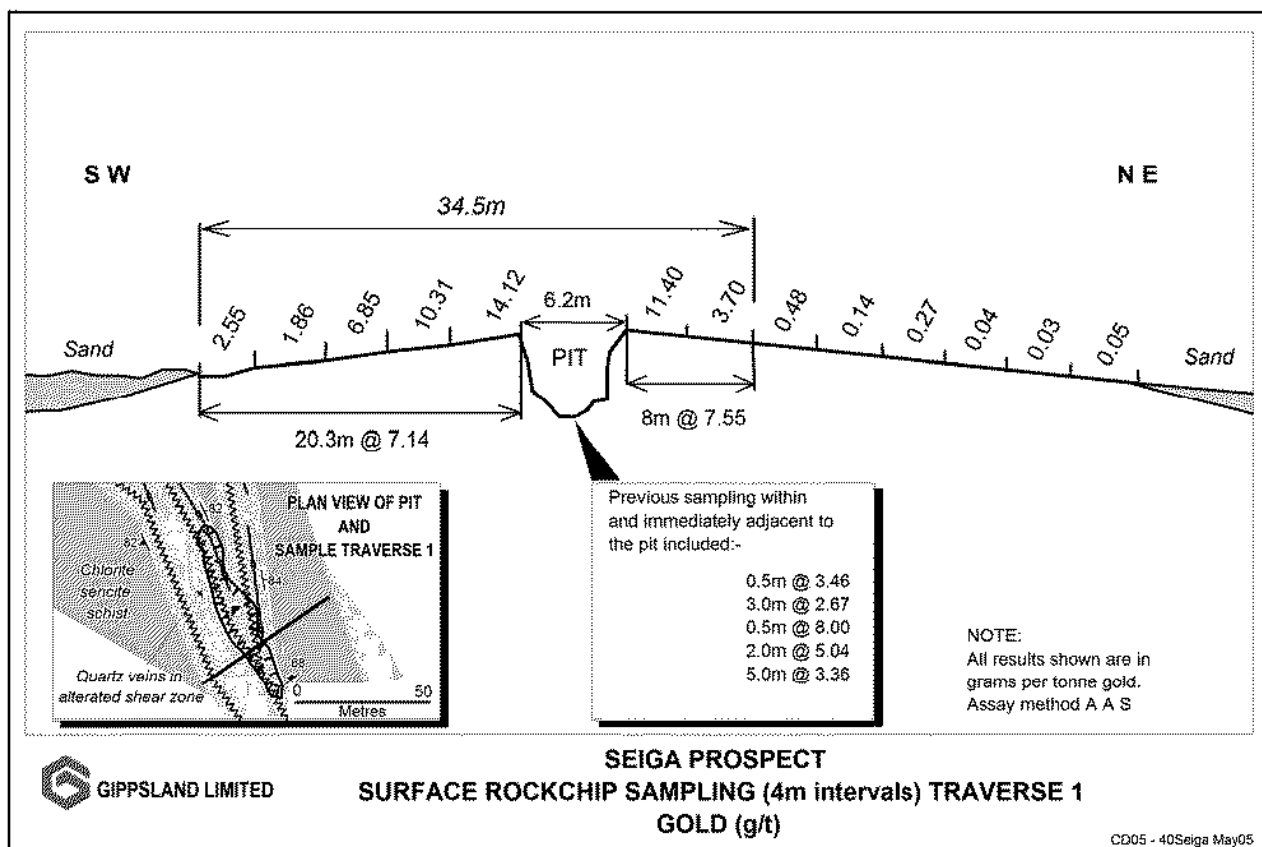 S W
N E
34.5m
2.55
1.86
6.85
10.31
14.12
6.2m
11.40
3.70
0.48
0.14
0.27
0.04
0.03
0.05
Sand
PIT
Sand
20.3m @ 7.14
8m @ 7.55
PLAN VIEW OF PIT
AND
SAMPLE TRAVERSE 1
82
82
84
68
Chlorite
sericite
schist
Quartz veins in
alterated shear zone
0
50
Metres
Previous sampling within
and immediately adjacent to
the pit included:-
0.5m @ 3.46
3.0m @ 2.67
0.5m @ 8.00
2.0m @ 5.04
5.0m @ 3.36
NOTE:
All results shown are in
grams per tonne gold.
Assay method A A S
GIPPSLAND LIMITED
SEIGA PROSPECT
SURFACE ROCKCHIP SAMPLING (4m intervals) TRAVERSE 1
GOLD (g/t)
CD05 - 40Seiga May05